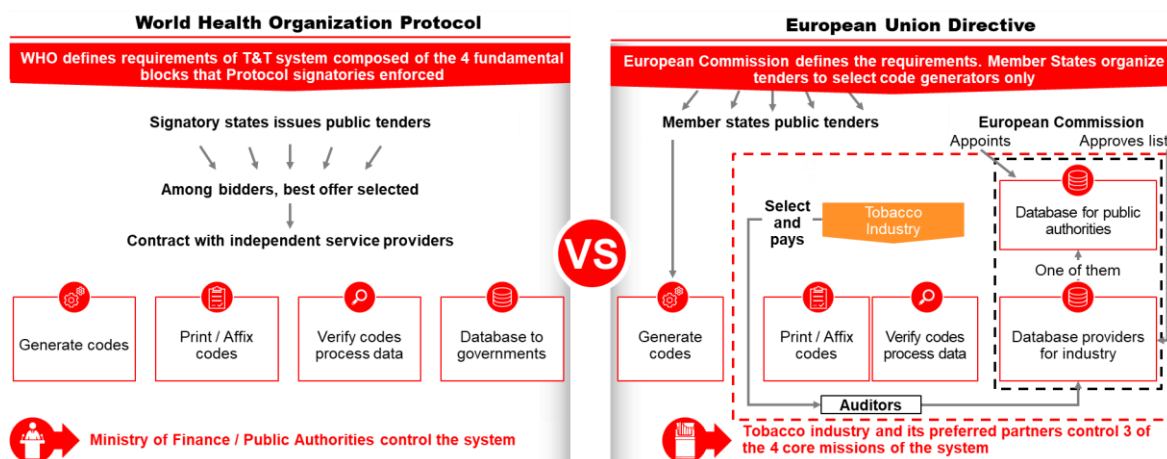 World Health Organization Protocol
WHO defines requirements of T&T system composed of the 4 fundamental
blocks that Protocol signatories enforced
Signatory states issues public tenders
Among bidders, best offer selected
Contract with independent service providers
Generate codes
Print / Affix
codes
Verify codes
process data
Database to
governments
Ministry of Finance / Public Authorities control the system
VS
European Union Directive
European Commission defines the requirements. Member States organize
tenders to select code generators only
Member states public tenders
European Commission
Appoints
Approves list
Select
and
pays
Tobacco
Industry
Database for public
authorities
One of them
Generate
codes
Print / Affix
codes
Verify codes
process data
Database providers
for industry
Auditors
Tobacco industry and its preferred partners control 3 of
the 4 core missions of the system